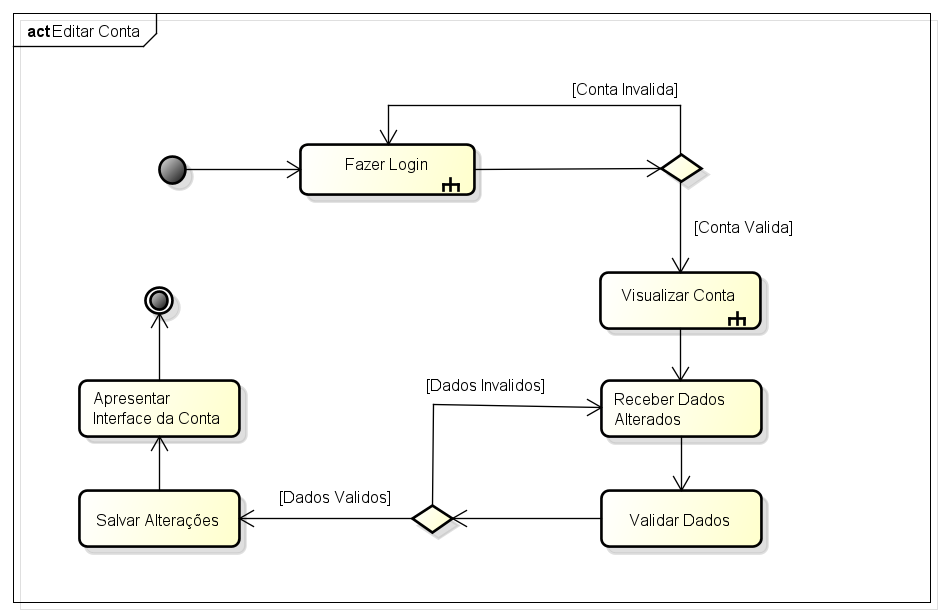 act Editar Conta
[Conta Invalida]
Fazer Login
[Conta Valida]
Visualizar Conta
[Dados Invalidos]
Receber Dados
Alterados
Apresentar
Interface da Conta
[Dados Validos]
Salvar Alterações
Validar Dados